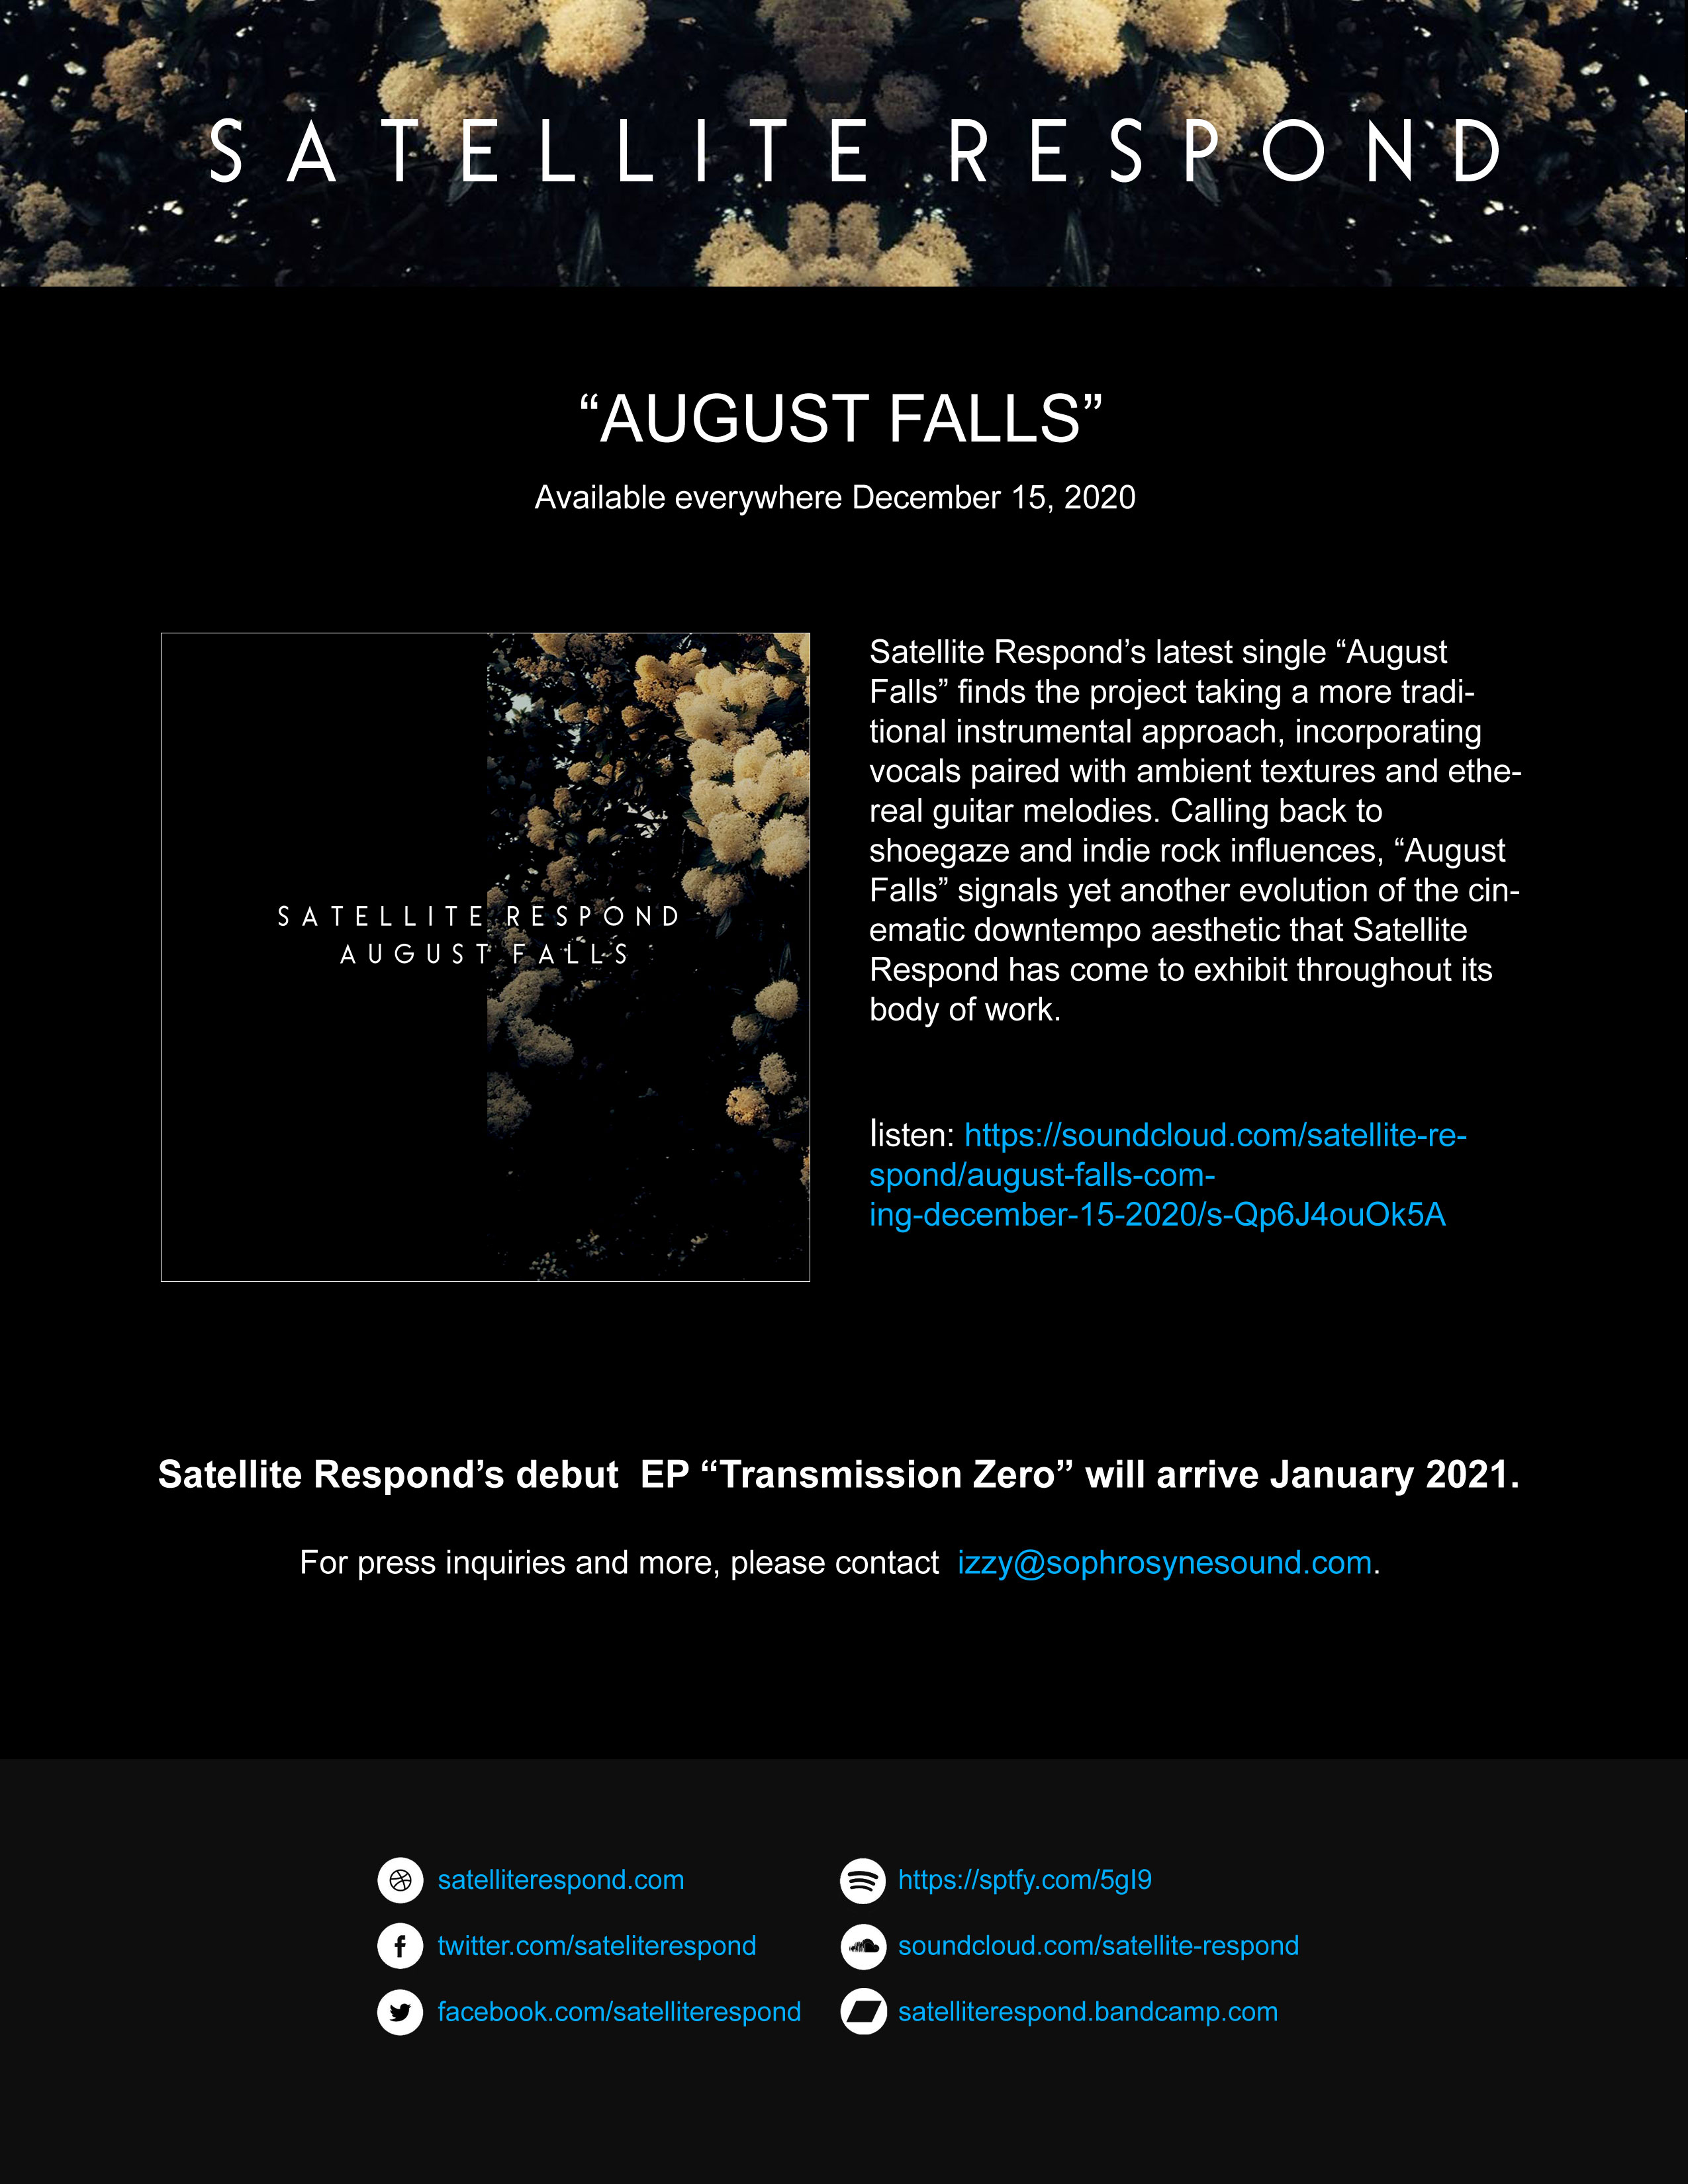 SATELLITE RESPOND
“AUGUST FALLS”
Available everywhere December 15, 2020
SATELLITE RESPOND
AUGUST FALLS
Satellite Respond’s latest single “August
Falls” finds the project taking a more tradi-
tional instrumental approach, incorporating
vocals paired with ambient textures and ethe-
real guitar melodies. Calling back to
shoegaze and indie rock influences, “August
Falls” signals yet another evolution of the cin-
ematic downtempo aesthetic that Satellite
Respond has come to exhibit throughout its
body of work.
listen: https://soundcloud.com/satellite-re-
spond/august-falls-com-
ing-december-15-2020/s-Qp6J4ouOk5A
Satellite Respond’s debut  EP “Transmission Zero” will arrive January 2021.
For press inquiries and more, please contact  izzy@sophrosynesound.com.
satelliterespond.com
twitter.com/sateliterespond
facebook.com/satelliterespond
https://sptfy.com/5gI9
soundcloud.com/satellite-respond
satelliterespond.bandcamp.com